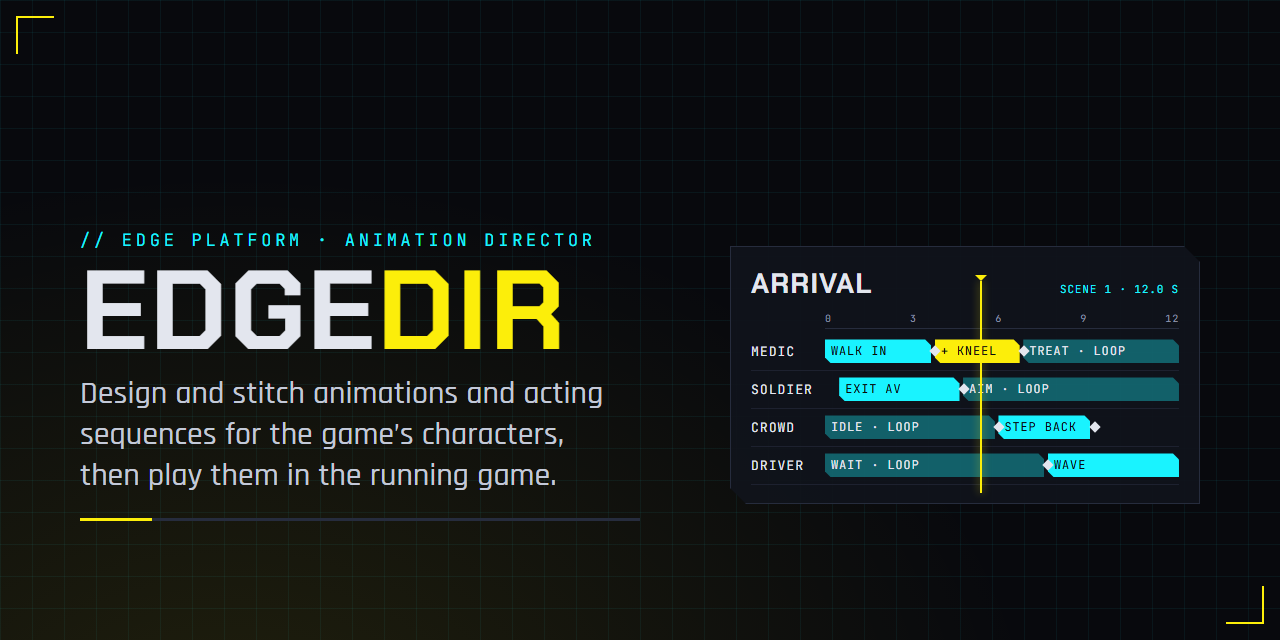 // EDGE PLATFORM · ANIMATION DIRECTOR
EDGEDIR
Design and stitch animations and acting
sequences for the game's characters,
then play them in the running game.
ARRIVAL
SCENE 1 · 12.0 S
0 3 6 9 12
MEDIC WALK IN + KNEEL TREAT · LOOP
SOLDIER EXIT AV AIM · LOOP
CROWD IDLE · LOOP STEP BACK
DRIVER WAIT · LOOP WAVE